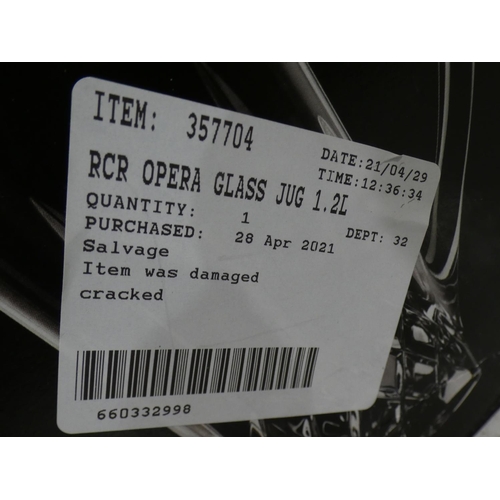 ITEM: 357704
DATE:21/04/29
TIME:12:36:34
RCR OPERA GLASS JUG 1.2L
QUANTITY: 1
DEPT: 32
PURCHASED: 28 Apr 2021
Salvage
Item was damaged
cracked
660332998